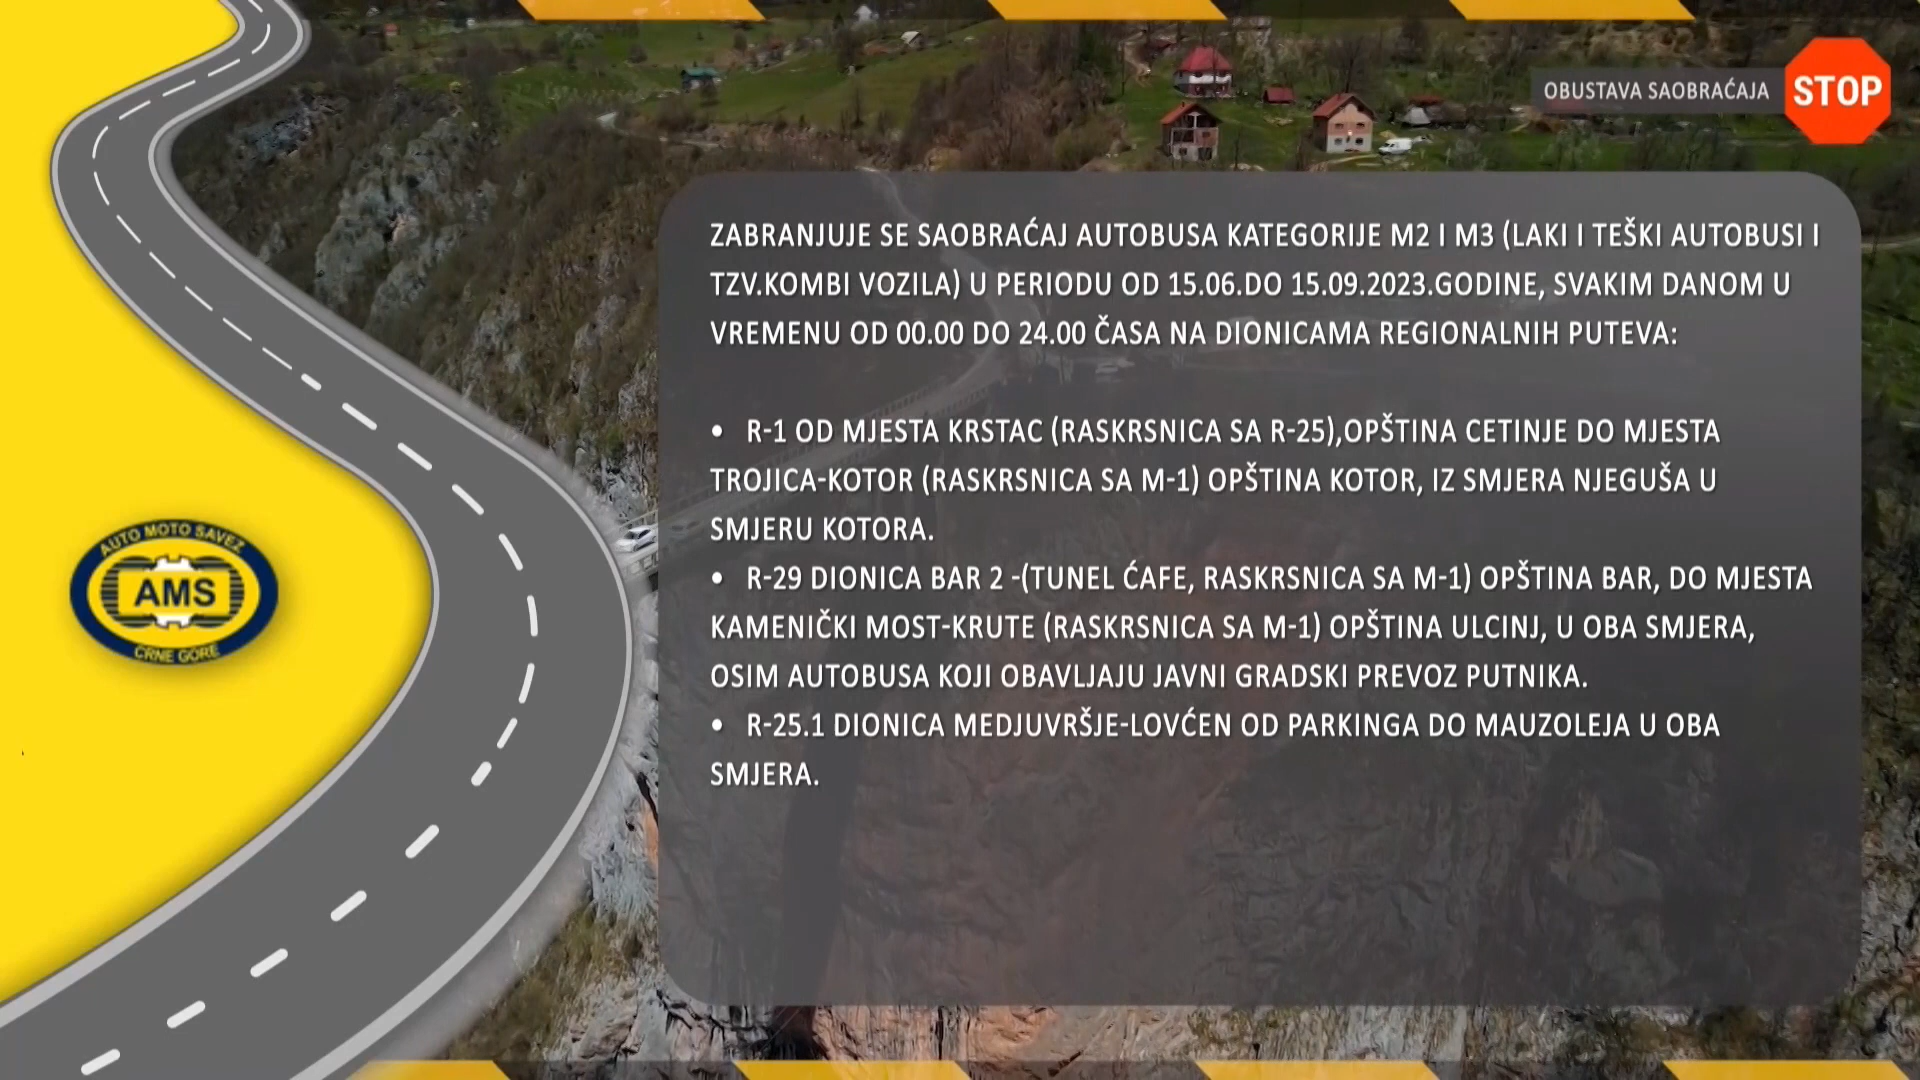 OBUSTAVA SAOBRAĆAJA
STOP
ZABRANJUJE SE SAOBRAĆAJ AUTOBUSA KATEGORIJE M2 I M3 (LAKI I TEŠKI AUTOBUSI I
TZV.KOMBI VOZILA) U PERIODU OD 15.06.DO 15.09.2023.GODINE, SVAKIM DANOM U
VREMENU OD 00.00 DO 24.00 ČASA NA DIONICAMA REGIONALNIH PUTEVA:
• R-1 OD MJESTA KRSTAC (RASKRSNICA SA R-25),OPŠTINA CETINJE DO MJESTA
TROJICA-KOTOR (RASKRSNICA SA M-1) OPŠTINA KOTOR, IZ SMJERA NJEGUŠA U
SMJERU KOTORA.
• R-29 DIONICA BAR 2 -(TUNEL ĆAFE, RASKRSNICA SA M-1) OPŠTINA BAR, DO MJESTA
KAMENIČKI MOST-KRUTE (RASKRSNICA SA M-1) OPŠTINA ULCINJ, U OBA SMJERA,
OSIM AUTOBUSA KOJI OBAVLJAJU JAVNI GRADSKI PREVOZ PUTNIKA.
• R-25.1 DIONICA MEDJUVRŠJE-LOVĆEN OD PARKINGA DO MAUZOLEJA U OBA
SMJERA.
AUTO MOTO SAVEZ
AMS
CRNE GORE